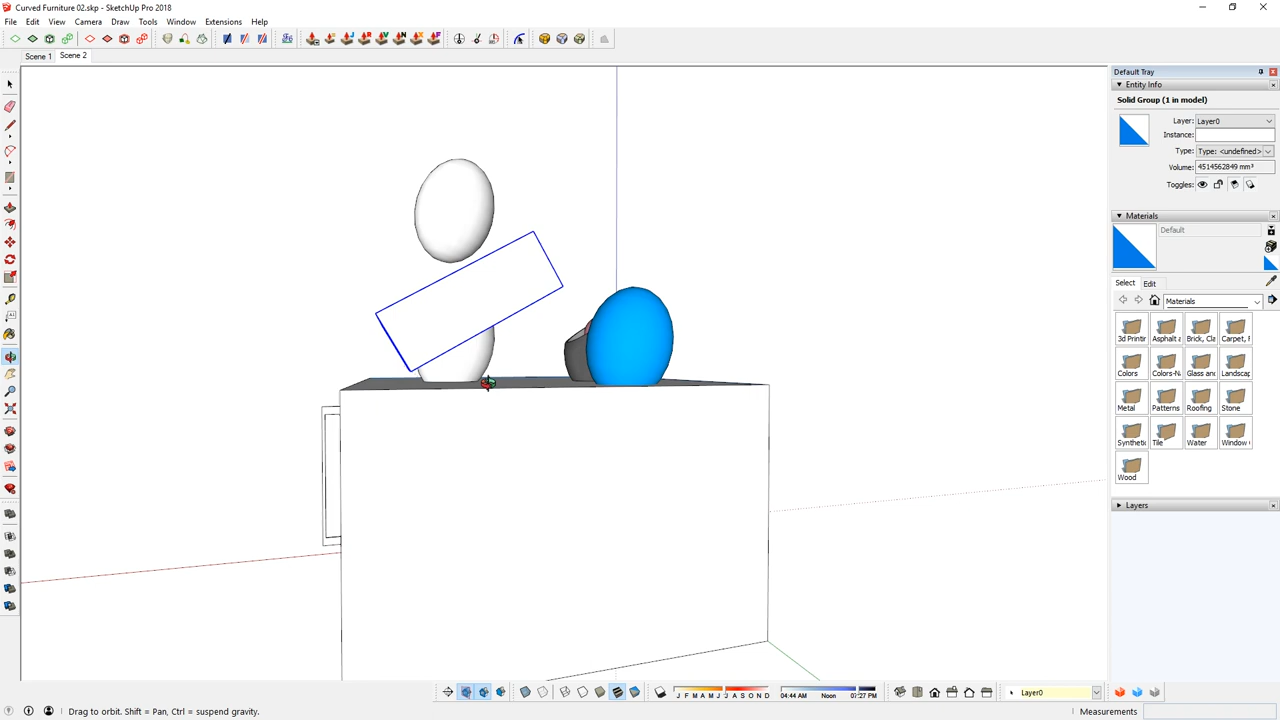 Curved Furniture 02.skp - SketchUp Pro 2018
File Edit View Camera Draw Tools Window Extensions Help
Scene 1 Scene 2
Default Tray
Entity Info
Solid Group (1 in model)
Layer: Layer0
Instance:
Type: Type: <undefined>
Volume: 4514562849 mm³
Toggles:
Materials
Default
Select Edit
Materials
3d Printir Asphalt a Brick, Cla Carpet, F
Colors Colors-Na Glass and Landscap
Metal Patterns Roofing Stone
Synthetic Tile Water Window C
Wood
Layers
J F M A M J J A S O N D 04:44 AM Noon 07:27 PM Layer0
Drag to orbit. Shift = Pan, Ctrl = suspend gravity. Measurements